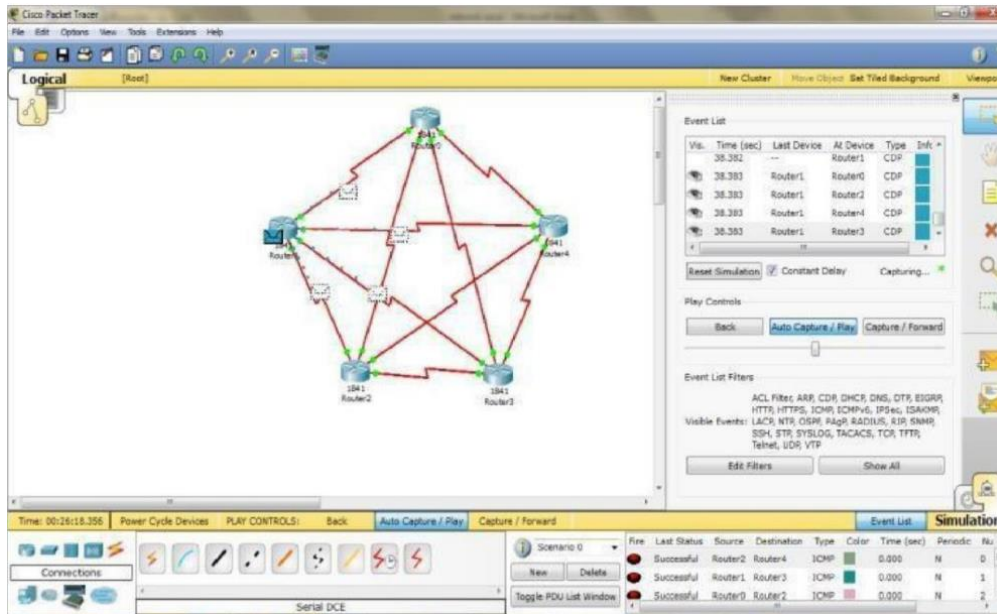 Cisco Packet Tracer
File Edit Options View Tools Extensions Help
Logical [Root] New Cluster Move Object Set Tiled Background Viewpo
1841
Router0
1841
Router4
Router1
1841
Router2
1841
Router3
Event List
Vis. Time (sec) Last Device At Device Type Info
38.382 -- Router1 CDP
38.383 Router1 Router0 CDP
38.383 Router1 Router2 CDP
38.383 Router1 Router4 CDP
38.383 Router1 Router3 CDP
Reset Simulation Constant Delay Capturing...
Play Controls
Back Auto Capture / Play Capture / Forward
Event List Filters
Visible Events: ACL Filter, ARP, CDP, DHCP, DNS, DTP, EIGRP,
HTTP, HTTPS, ICMP, ICMPv6, IPSec, ISAKMP,
LACP, NTP, OSPF, PAgP, RADIUS, RIP, SNMP,
SSH, STP, SYSLOG, TACACS, TCP, TFTP,
Telnet, UDP, VTP
Edit Filters Show All
Time: 00:26:18.356 Power Cycle Devices PLAY CONTROLS: Back Auto Capture / Play Capture / Forward Event List Simulation
Connections
Serial DCE
Scenario 0
New Delete
Toggle PDU List Window
Fire Last Status Source Destination Type Color Time (sec) Periodic Nu
Successful Router2 Router4 ICMP 0.000 N 0
Successful Router1 Router3 ICMP 0.000 N 1
Successful Router0 Router2 ICMP 0.000 N 2